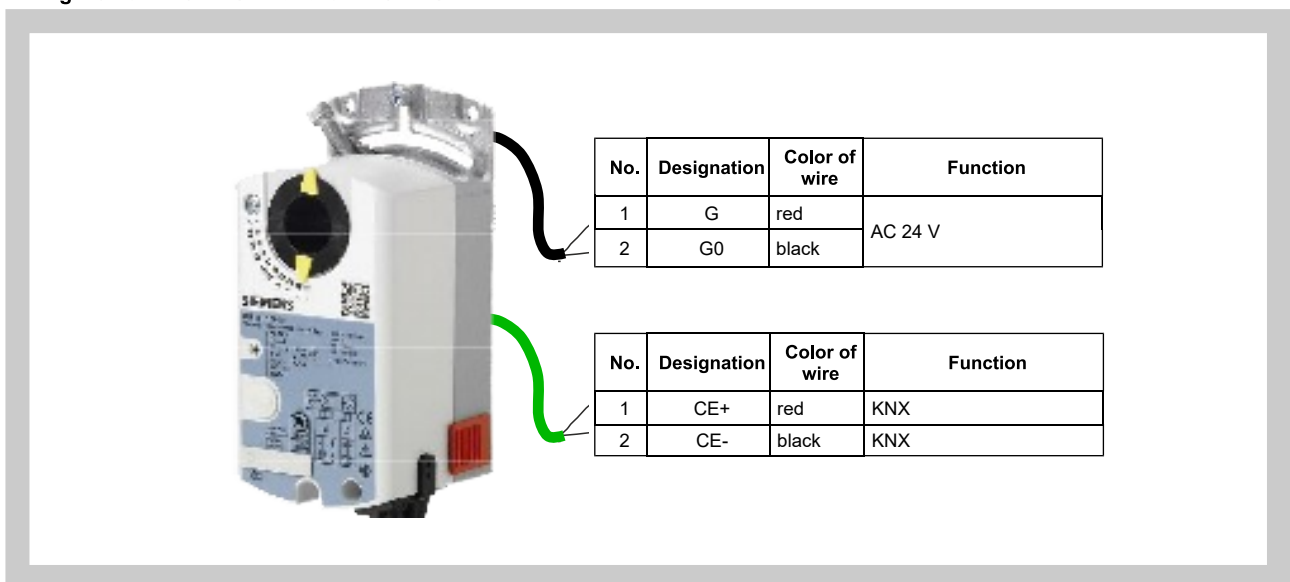 No. Designation Color of wire Function
1 G red AC 24 V
2 G0 black
SIEMENS
No. Designation Color of wire Function
1 CE+ red KNX
2 CE- black KNX